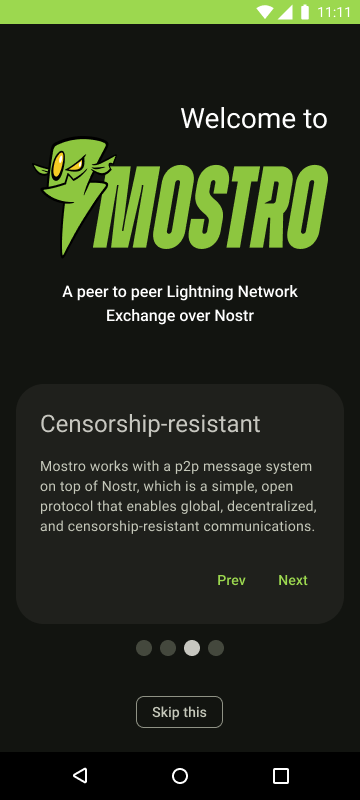 11:11
Welcome to
MOSTRO
A peer to peer Lightning Network
Exchange over Nostr
Censorship-resistant
Mostro works with a p2p message system
on top of Nostr, which is a simple, open
protocol that enables global, decentralized,
and censorship-resistant communications.
Prev Next
Skip this